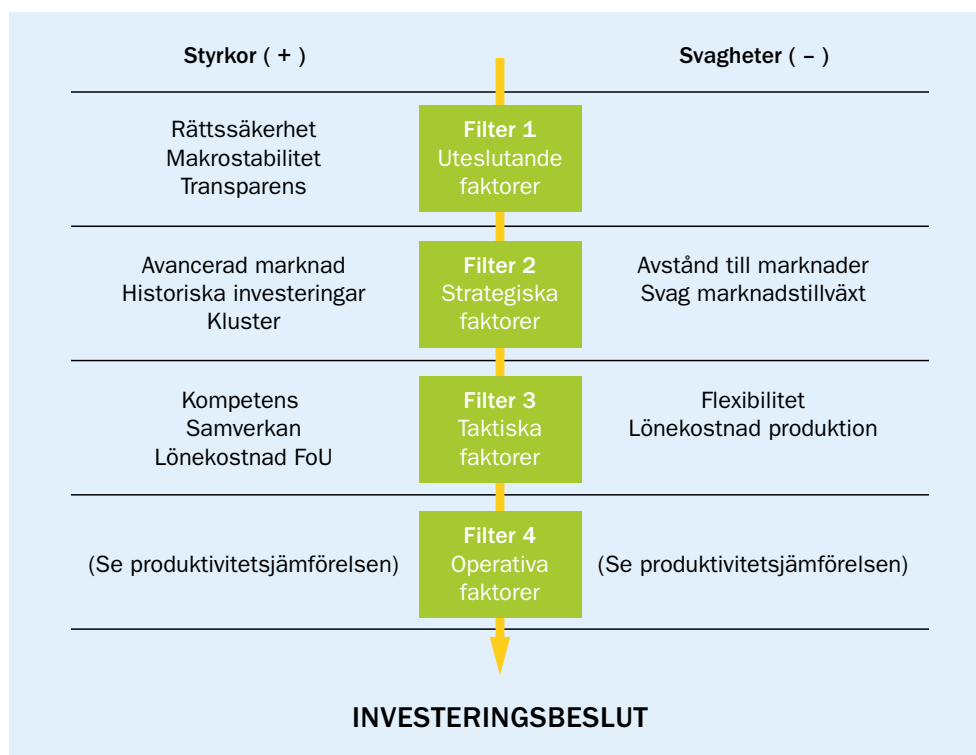 Styrkor ( + )
Svagheter ( – )
Rättssäkerhet
Makrostabilitet
Transparens
Filter 1
Uteslutande
faktorer
Avancerad marknad
Historiska investeringar
Kluster
Filter 2
Strategiska
faktorer
Avstånd till marknader
Svag marknadstillväxt
Kompetens
Samverkan
Lönekostnad FoU
Filter 3
Taktiska
faktorer
Flexibilitet
Lönekostnad produktion
(Se produktivitetsjämförelsen)
Filter 4
Operativa
faktorer
(Se produktivitetsjämförelsen)
INVESTERINGSBESLUT